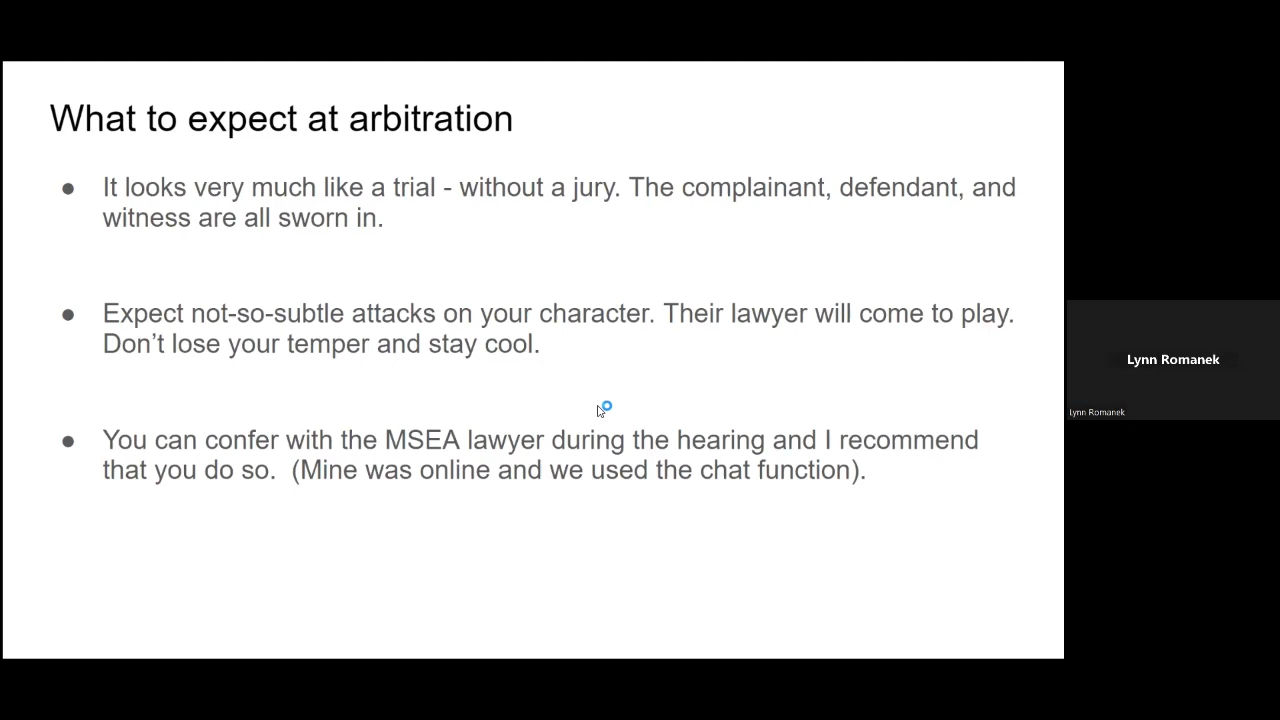 What to expect at arbitration
● It looks very much like a trial - without a jury. The complainant, defendant, and
witness are all sworn in.
● Expect not-so-subtle attacks on your character. Their lawyer will come to play.
Don’t lose your temper and stay cool.
● You can confer with the MSEA lawyer during the hearing and I recommend
that you do so.  (Mine was online and we used the chat function).
Lynn Romanek
Lynn Romanek